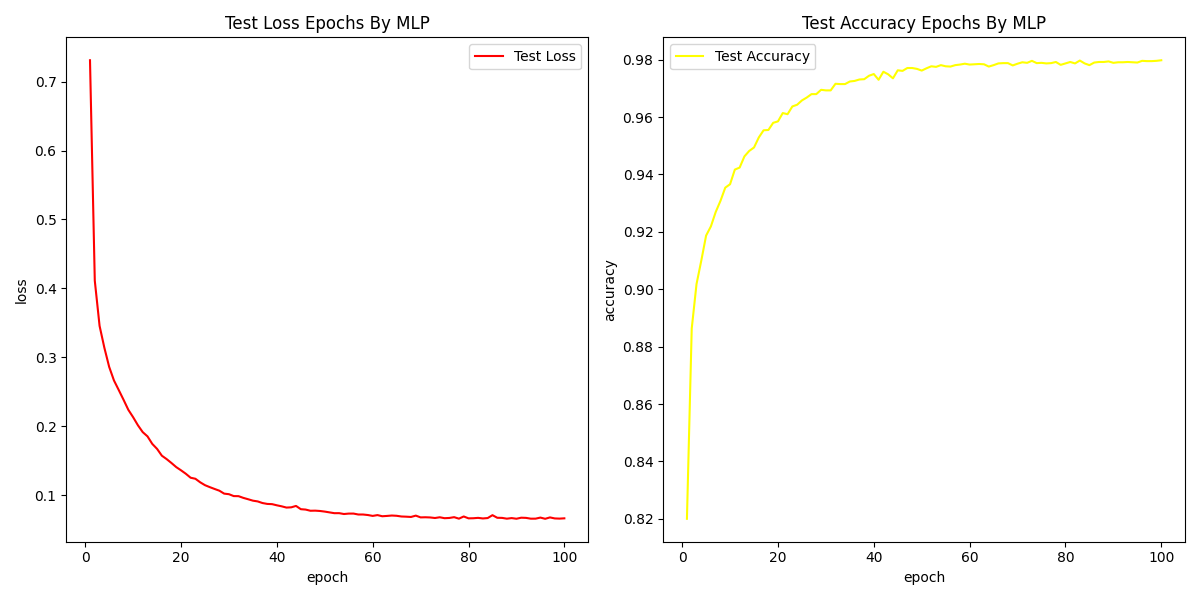 Test Loss Epochs By MLP
Test Loss
0.7
0.6
0.5
0.4
0.3
0.2
0.1
loss
0 20 40 60 80 100
epoch
Test Accuracy Epochs By MLP
Test Accuracy
0.98
0.96
0.94
0.92
0.90
0.88
0.86
0.84
0.82
accuracy
0 20 40 60 80 100
epoch